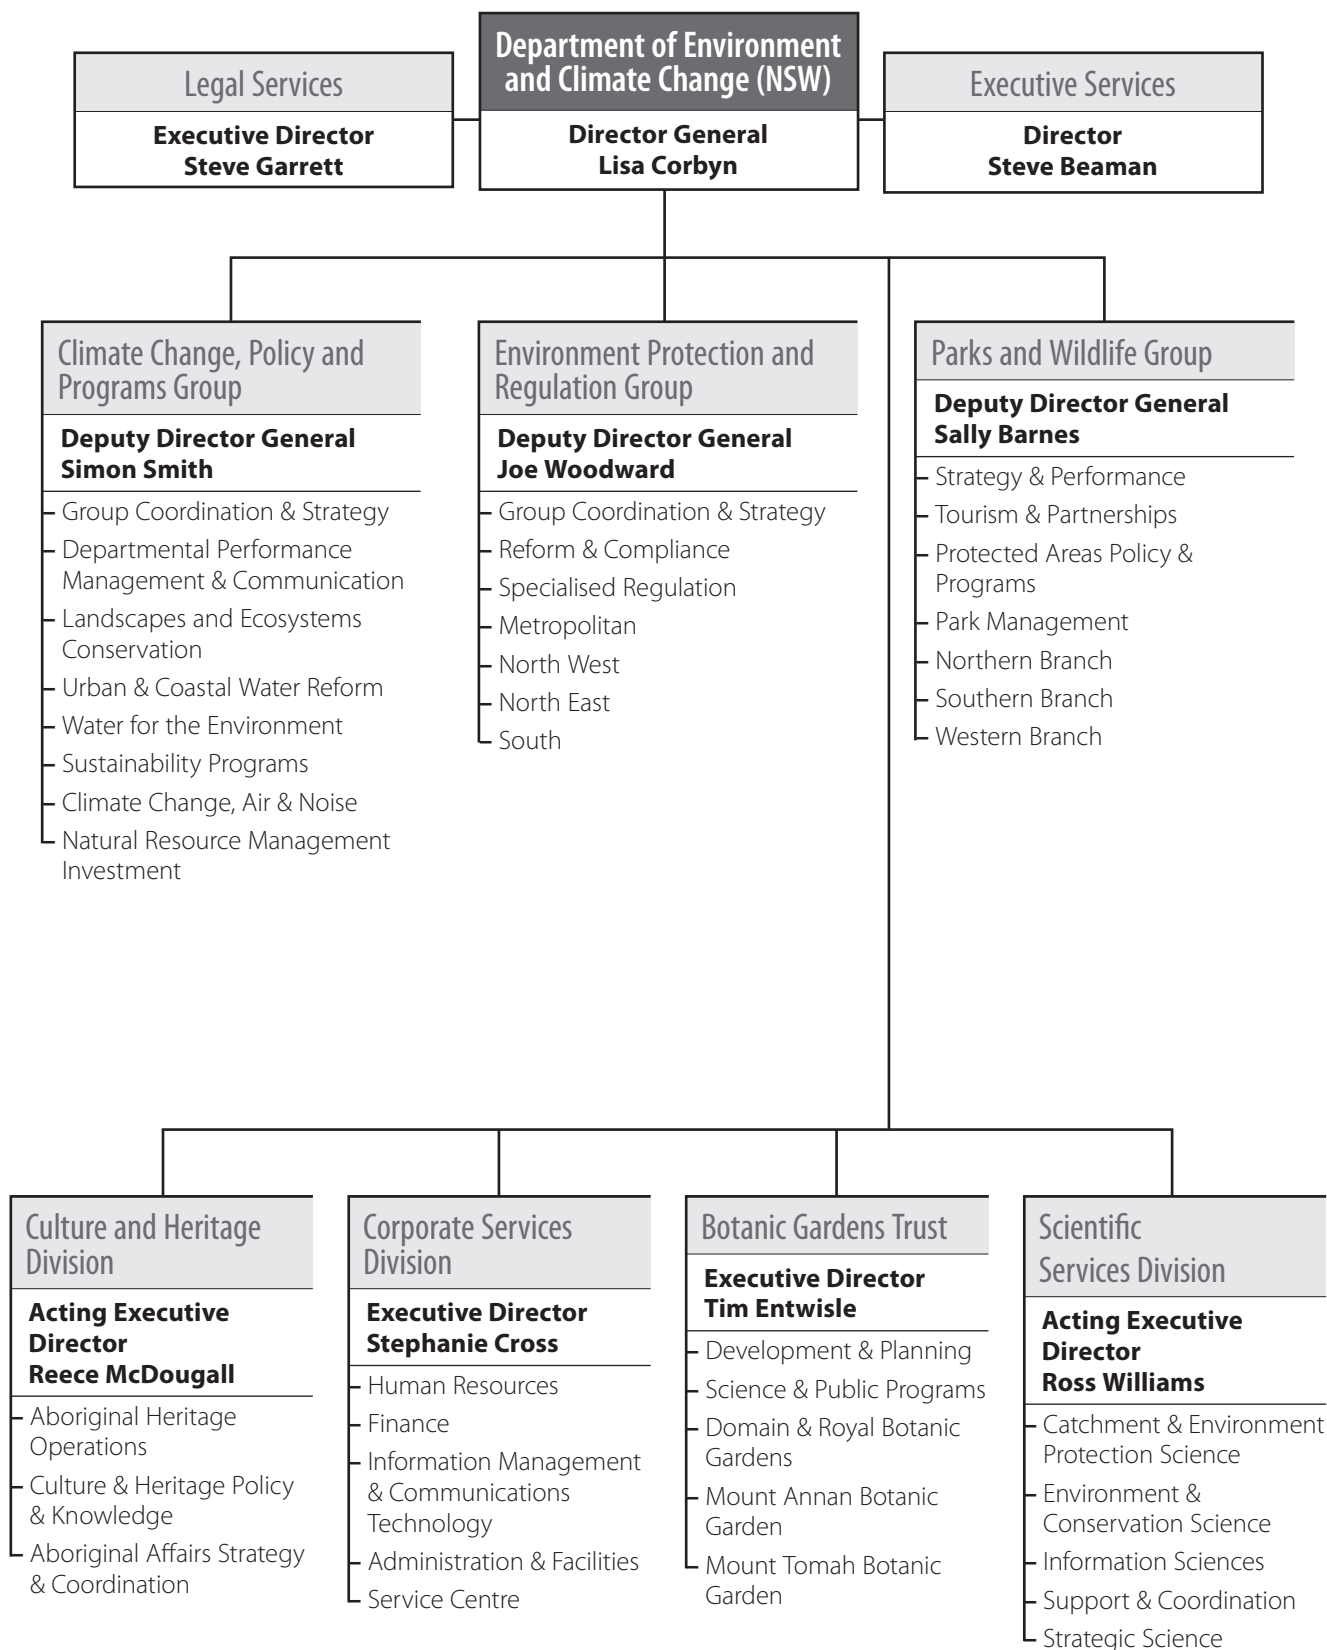 Department of Environment
and Climate Change (NSW)
Director General
Lisa Corbyn
Legal Services
Executive Director
Steve Garrett
Executive Services
Director
Steve Beaman
Climate Change, Policy and
Programs Group
Deputy Director General
Simon Smith
Group Coordination & Strategy
Departmental Performance
Management & Communication
Landscapes and Ecosystems
Conservation
Urban & Coastal Water Reform
Water for the Environment
Sustainability Programs
Climate Change, Air & Noise
Natural Resource Management
Investment
Environment Protection and
Regulation Group
Deputy Director General
Joe Woodward
Group Coordination & Strategy
Reform & Compliance
Specialised Regulation
Metropolitan
North West
North East
South
Parks and Wildlife Group
Deputy Director General
Sally Barnes
Strategy & Performance
Tourism & Partnerships
Protected Areas Policy &
Programs
Park Management
Northern Branch
Southern Branch
Western Branch
Culture and Heritage
Division
Acting Executive
Director
Reece McDougall
Aboriginal Heritage
Operations
Culture & Heritage Policy
& Knowledge
Aboriginal Affairs Strategy
& Coordination
Corporate Services
Division
Executive Director
Stephanie Cross
Human Resources
Finance
Information Management
& Communications
Technology
Administration & Facilities
Service Centre
Botanic Gardens Trust
Executive Director
Tim Entwisle
Development & Planning
Science & Public Programs
Domain & Royal Botanic
Gardens
Mount Annan Botanic
Garden
Mount Tomah Botanic
Garden
Scientific
Services Division
Acting Executive
Director
Ross Williams
Catchment & Environment
Protection Science
Environment &
Conservation Science
Information Sciences
Support & Coordination
Strategic Science